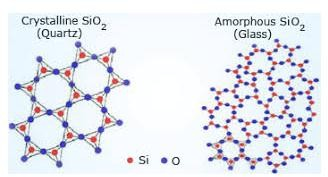 Crystalline SiO₂
(Quartz)
Amorphous SiO₂
(Glass)
Si
O